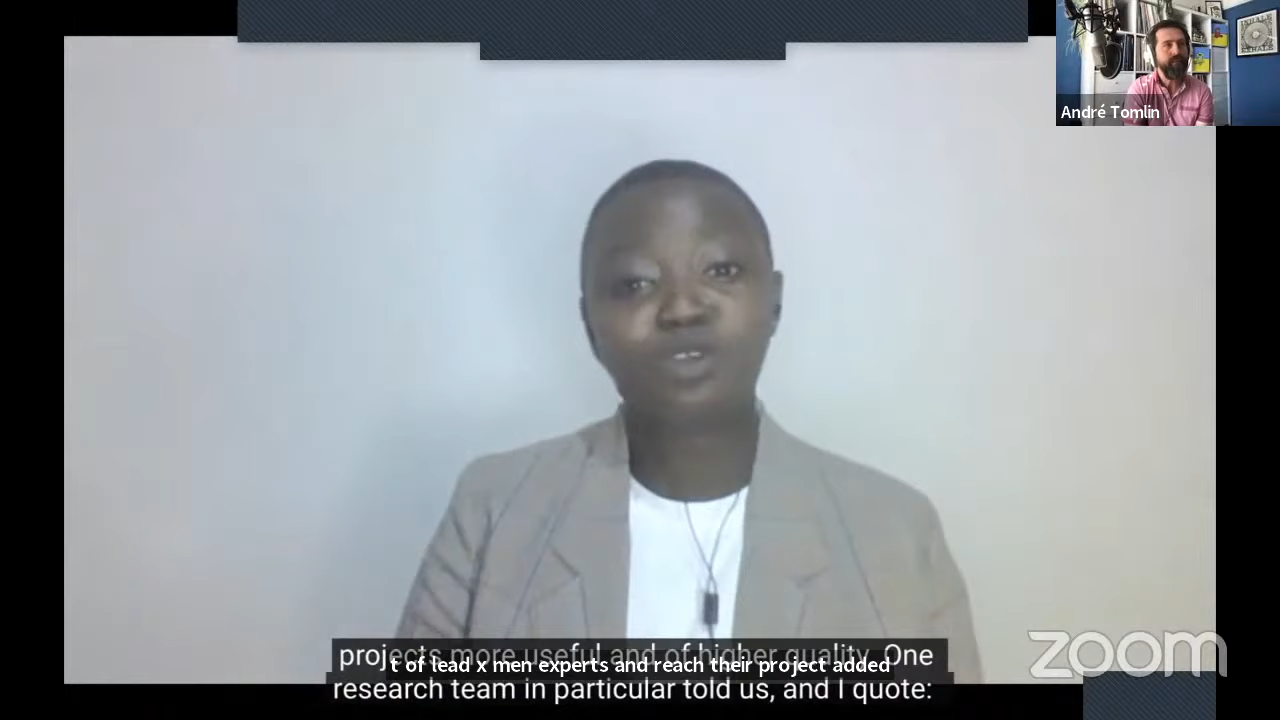 EXHALE
André Tomlin
projects more useful and of higher quality. One
t of lead x men experts and reach their project added
research team in particular told us, and I quote:
zoom